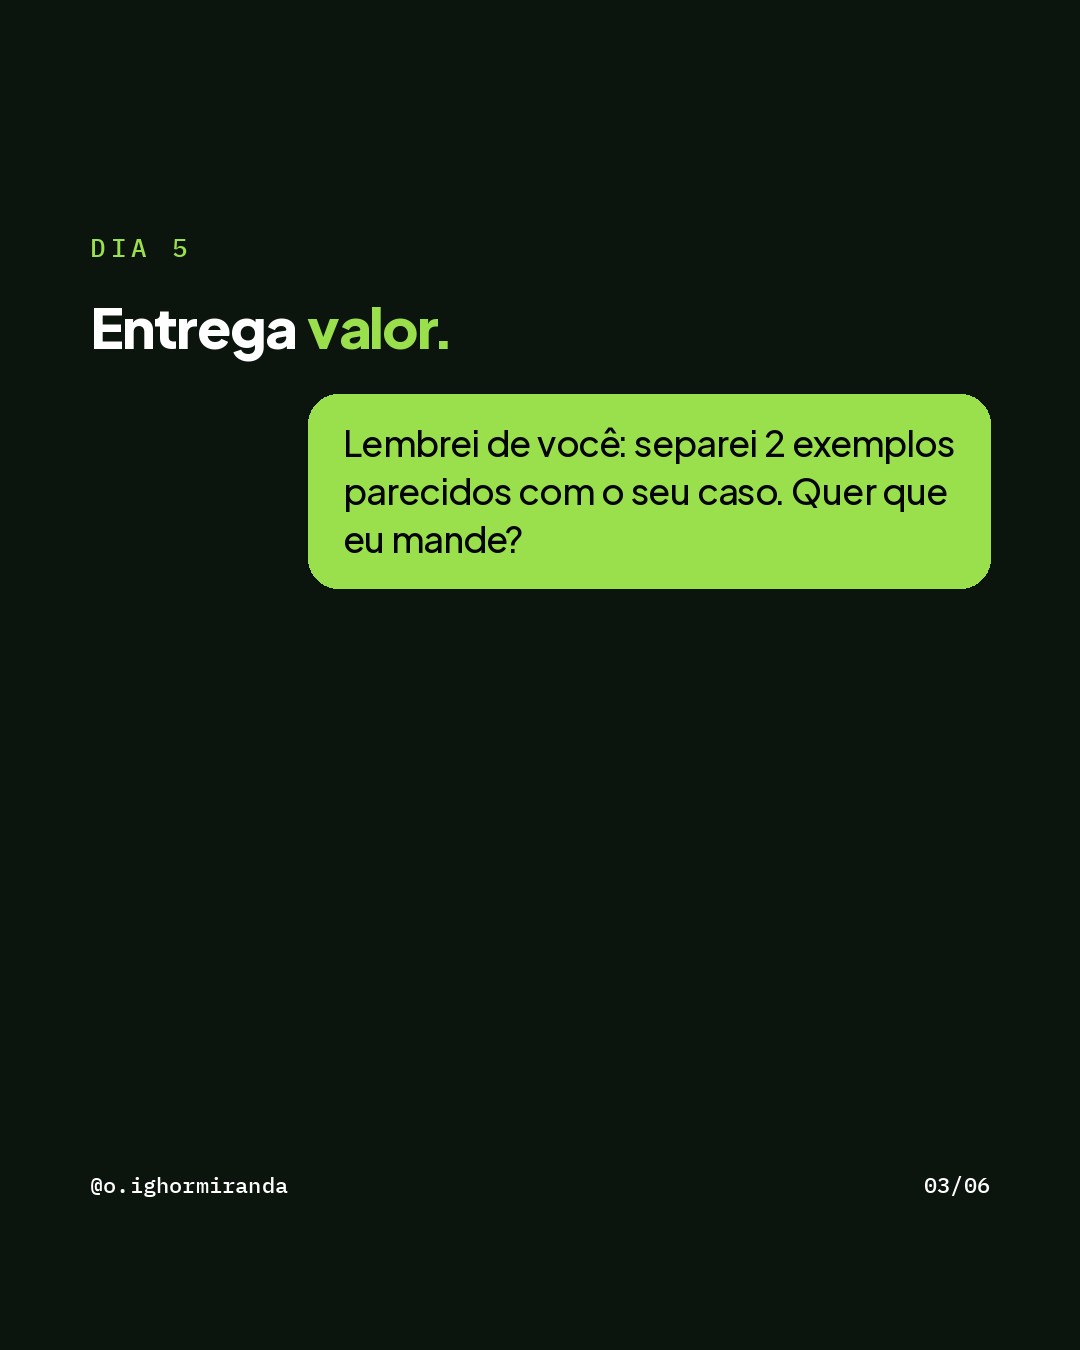 DIA 5
Entrega valor.
Lembrei de você: separei 2 exemplos
parecidos com o seu caso. Quer que
eu mande?
@o.ighormiranda
03/06